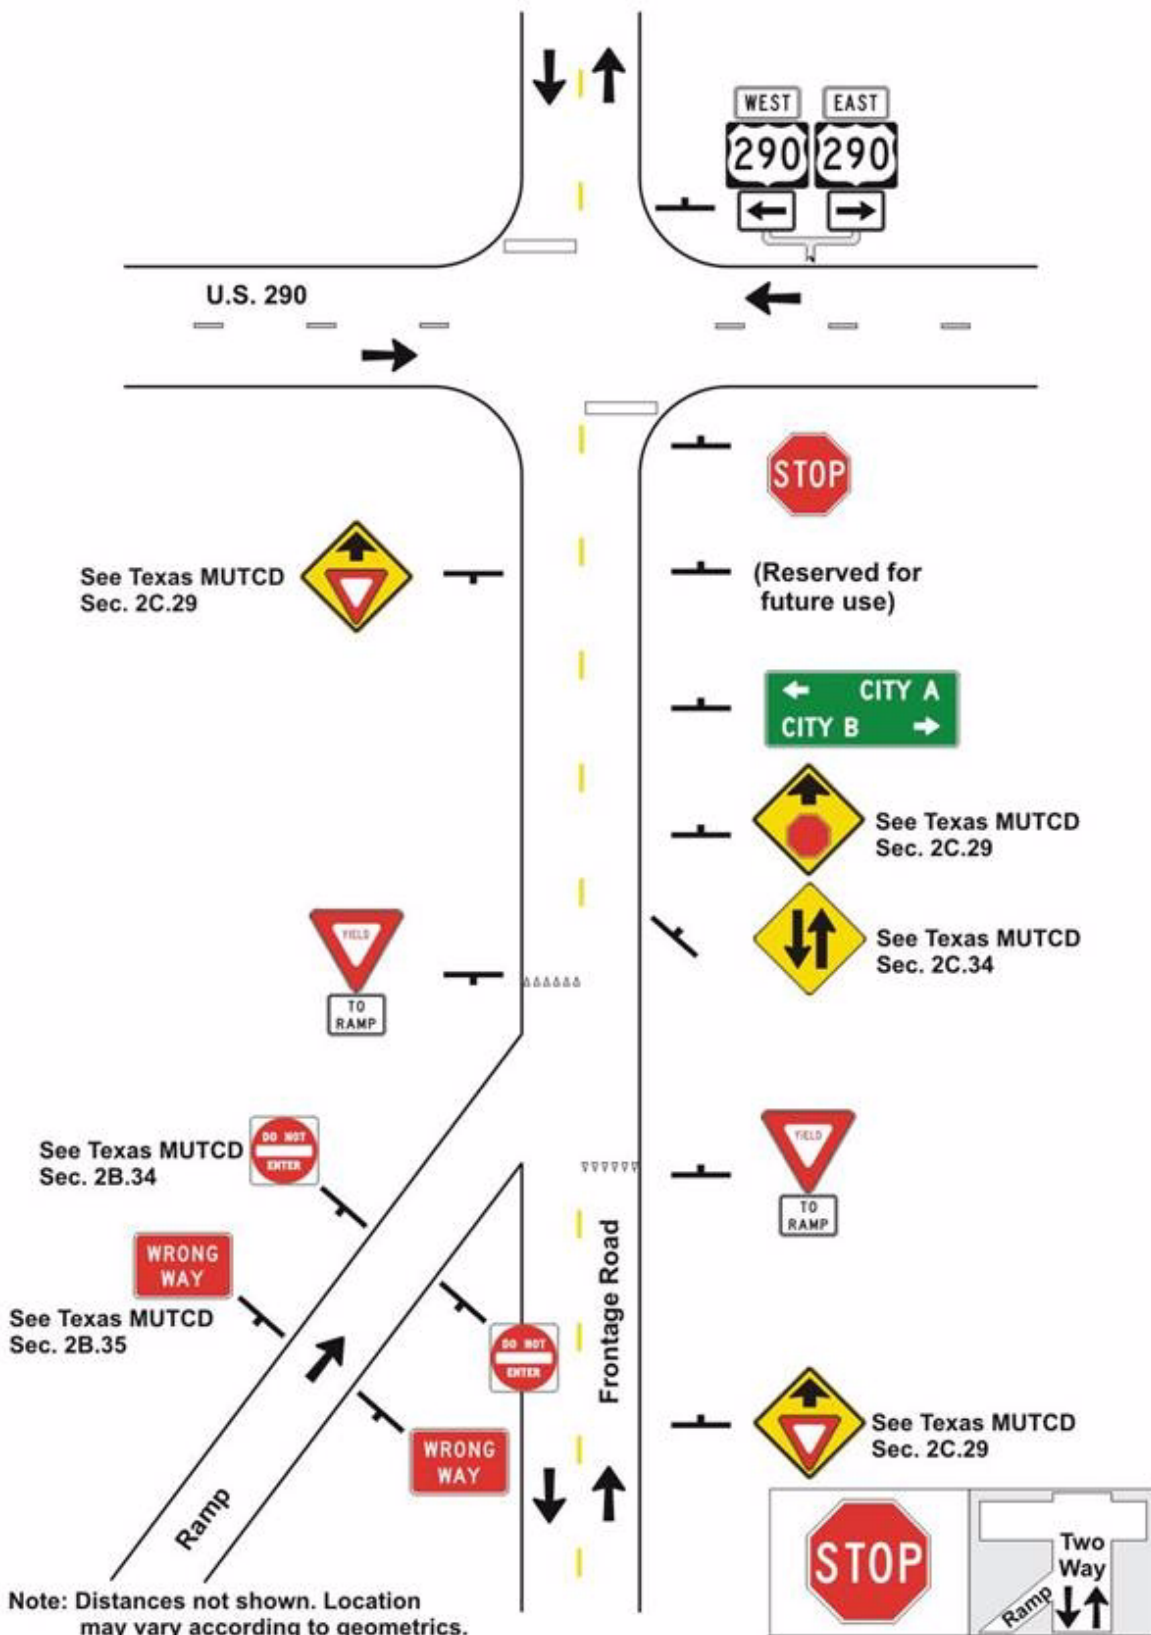 WEST EAST
290 290
U.S. 290
STOP
See Texas MUTCD
Sec. 2C.29
(Reserved for
future use)
← CITY A
CITY B →
See Texas MUTCD
Sec. 2C.29
See Texas MUTCD
Sec. 2C.34
YIELD
TO
RAMP
YIELD
TO
RAMP
See Texas MUTCD
Sec. 2B.34
DO NOT
ENTER
WRONG
WAY
See Texas MUTCD
Sec. 2B.35
Frontage Road
DO NOT
ENTER
WRONG
WAY
See Texas MUTCD
Sec. 2C.29
Ramp
STOP
Two
Way
Ramp
Note: Distances not shown. Location
may vary according to geometrics.